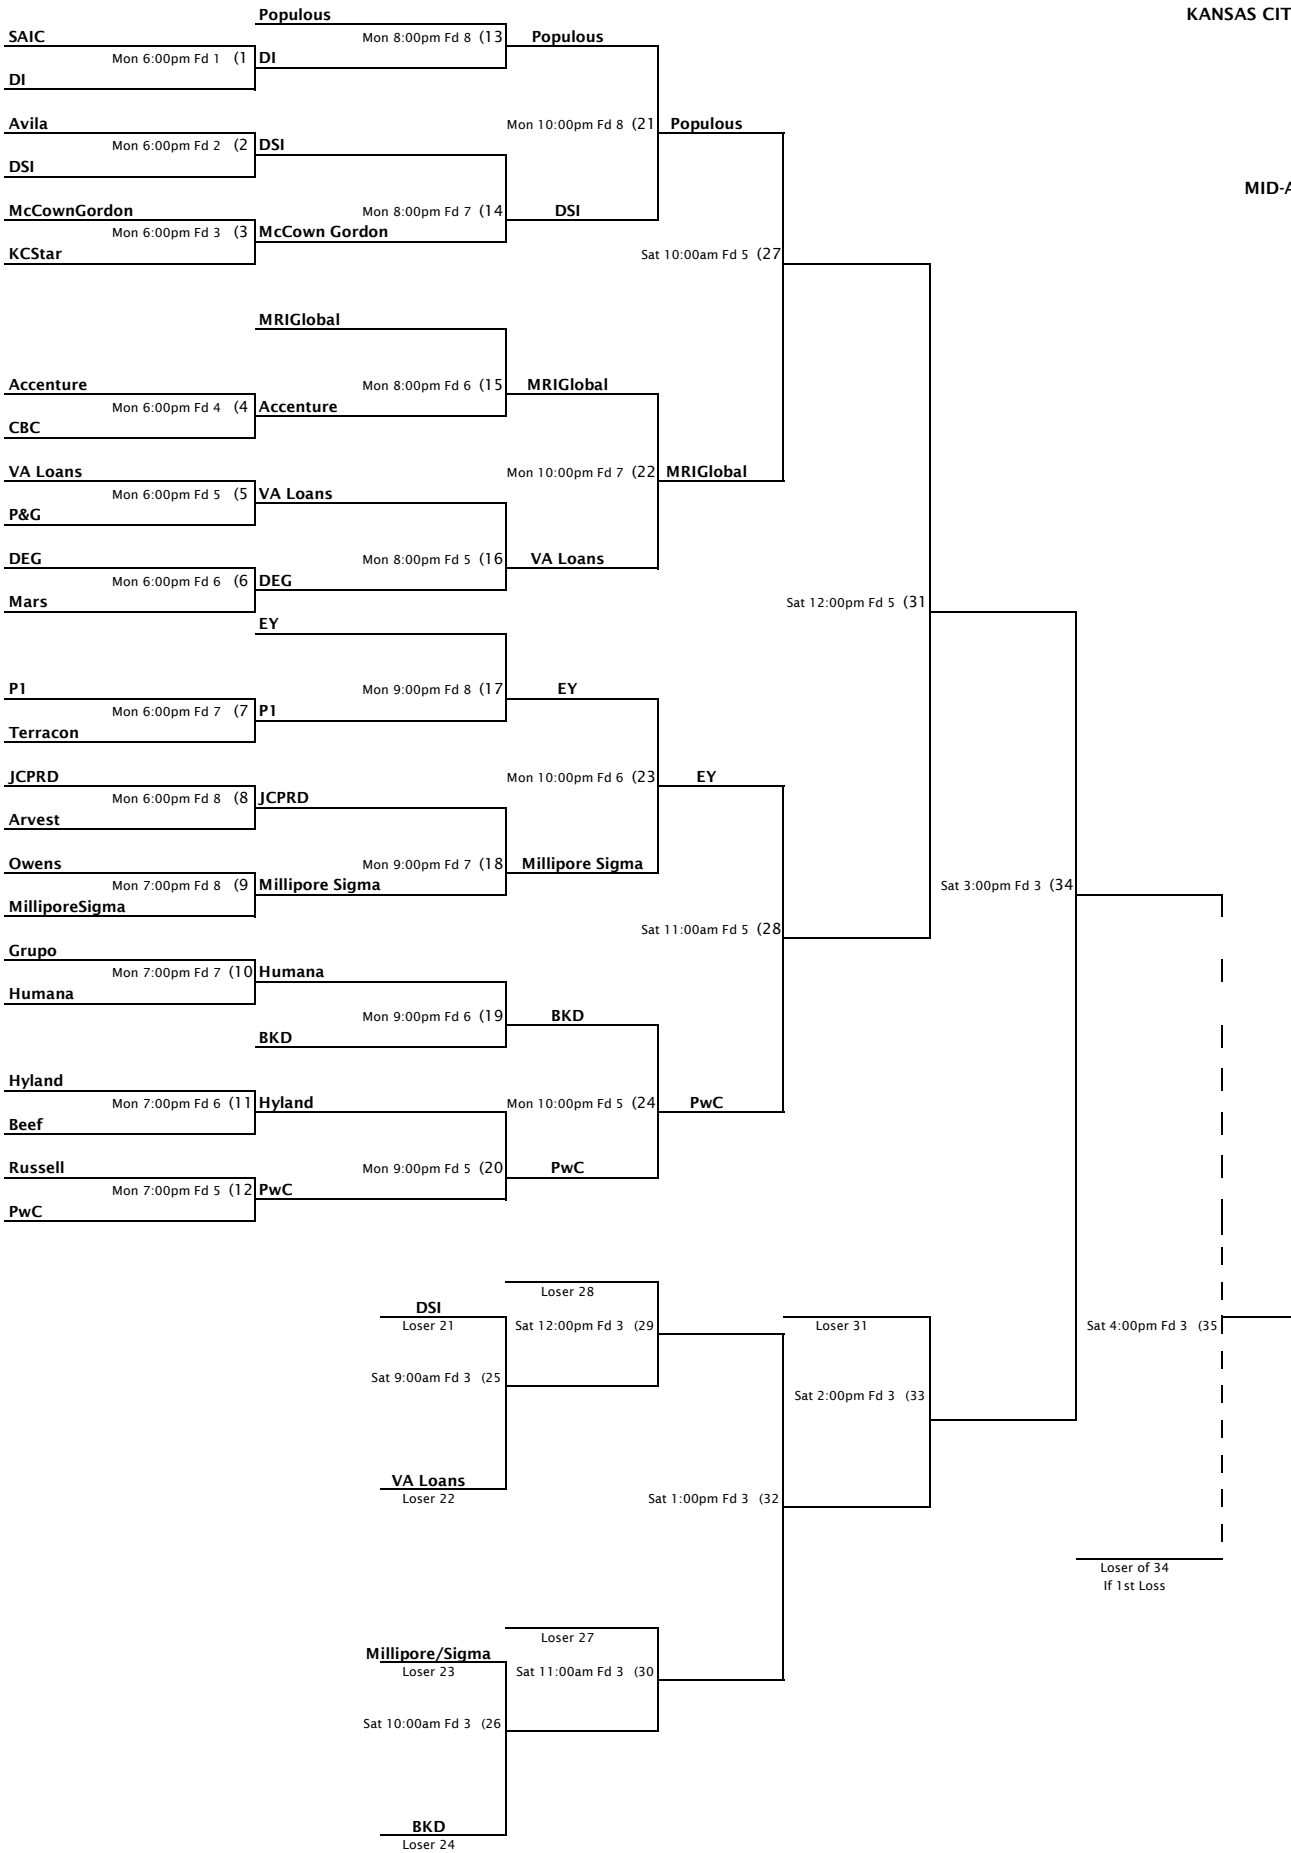 Populous
KANSAS CIT
SAIC
Mon 8:00pm Fd 8 (13
Populous
Mon 6:00pm Fd 1 (1
DI
DI
Avila
Mon 10:00pm Fd 8 (21
Populous
Mon 6:00pm Fd 2 (2
DSI
DSI
MID-A
McCownGordon
Mon 8:00pm Fd 7 (14
DSI
Mon 6:00pm Fd 3 (3
McCown Gordon
KCStar
Sat 10:00am Fd 5 (27
MRIGlobal
Accenture
Mon 8:00pm Fd 6 (15
MRIGlobal
Mon 6:00pm Fd 4 (4
Accenture
CBC
VA Loans
Mon 10:00pm Fd 7 (22
MRIGlobal
Mon 6:00pm Fd 5 (5
VA Loans
P&G
DEG
Mon 8:00pm Fd 5 (16
VA Loans
Mon 6:00pm Fd 6 (6
DEG
Mars
Sat 12:00pm Fd 5 (31
EY
P1
Mon 9:00pm Fd 8 (17
EY
Mon 6:00pm Fd 7 (7
P1
Terracon
JCPRD
Mon 10:00pm Fd 6 (23
EY
Mon 6:00pm Fd 8 (8
JCPRD
Arvest
Owens
Mon 9:00pm Fd 7 (18
Millipore Sigma
Mon 7:00pm Fd 8 (9
Millipore Sigma
Sat 3:00pm Fd 3 (34
MilliporeSigma
Sat 11:00am Fd 5 (28
Grupo
Mon 7:00pm Fd 7 (10
Humana
Humana
Mon 9:00pm Fd 6 (19
BKD
BKD
Hyland
Mon 7:00pm Fd 6 (11
Hyland
Mon 10:00pm Fd 5 (24
PwC
Beef
Russell
Mon 9:00pm Fd 5 (20
PwC
Mon 7:00pm Fd 5 (12
PwC
PwC
Loser 28
DSI
Loser 21
Sat 12:00pm Fd 3 (29
Loser 31
Sat 4:00pm Fd 3 (35
Sat 9:00am Fd 3 (25
Sat 2:00pm Fd 3 (33
VA Loans
Loser 22
Sat 1:00pm Fd 3 (32
Loser of 34
If 1st Loss
Loser 27
Millipore/Sigma
Loser 23
Sat 11:00am Fd 3 (30
Sat 10:00am Fd 3 (26
BKD
Loser 24